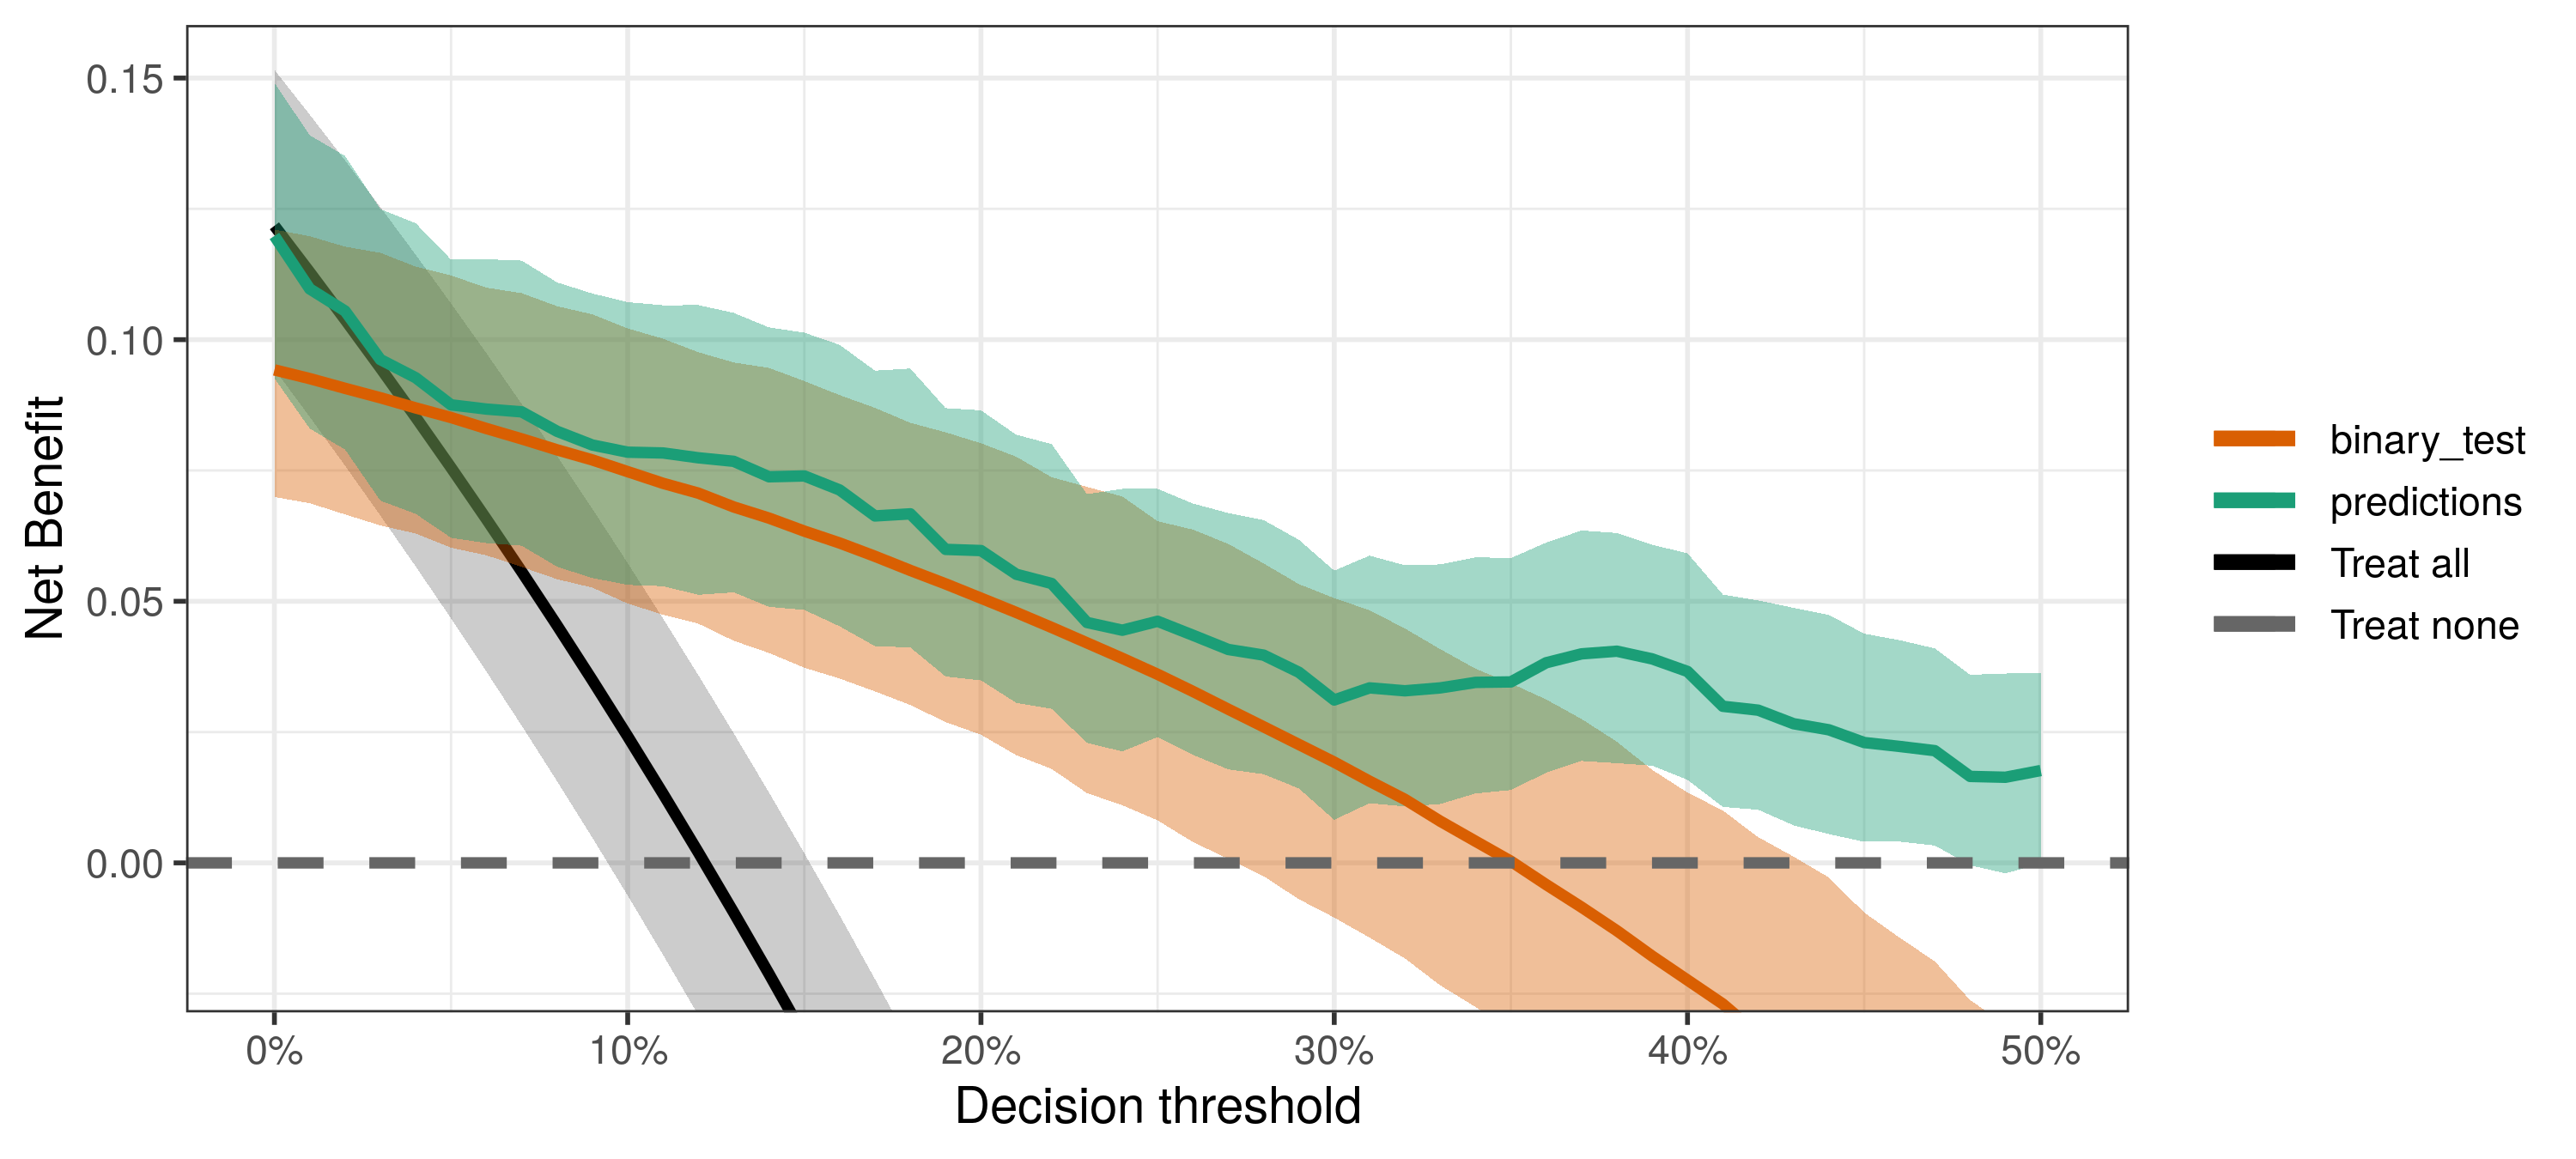 Net Benefit
0.15
0.10
0.05
0.00
0%
10%
20%
30%
40%
50%
Decision threshold
binary_test
predictions
Treat all
Treat none